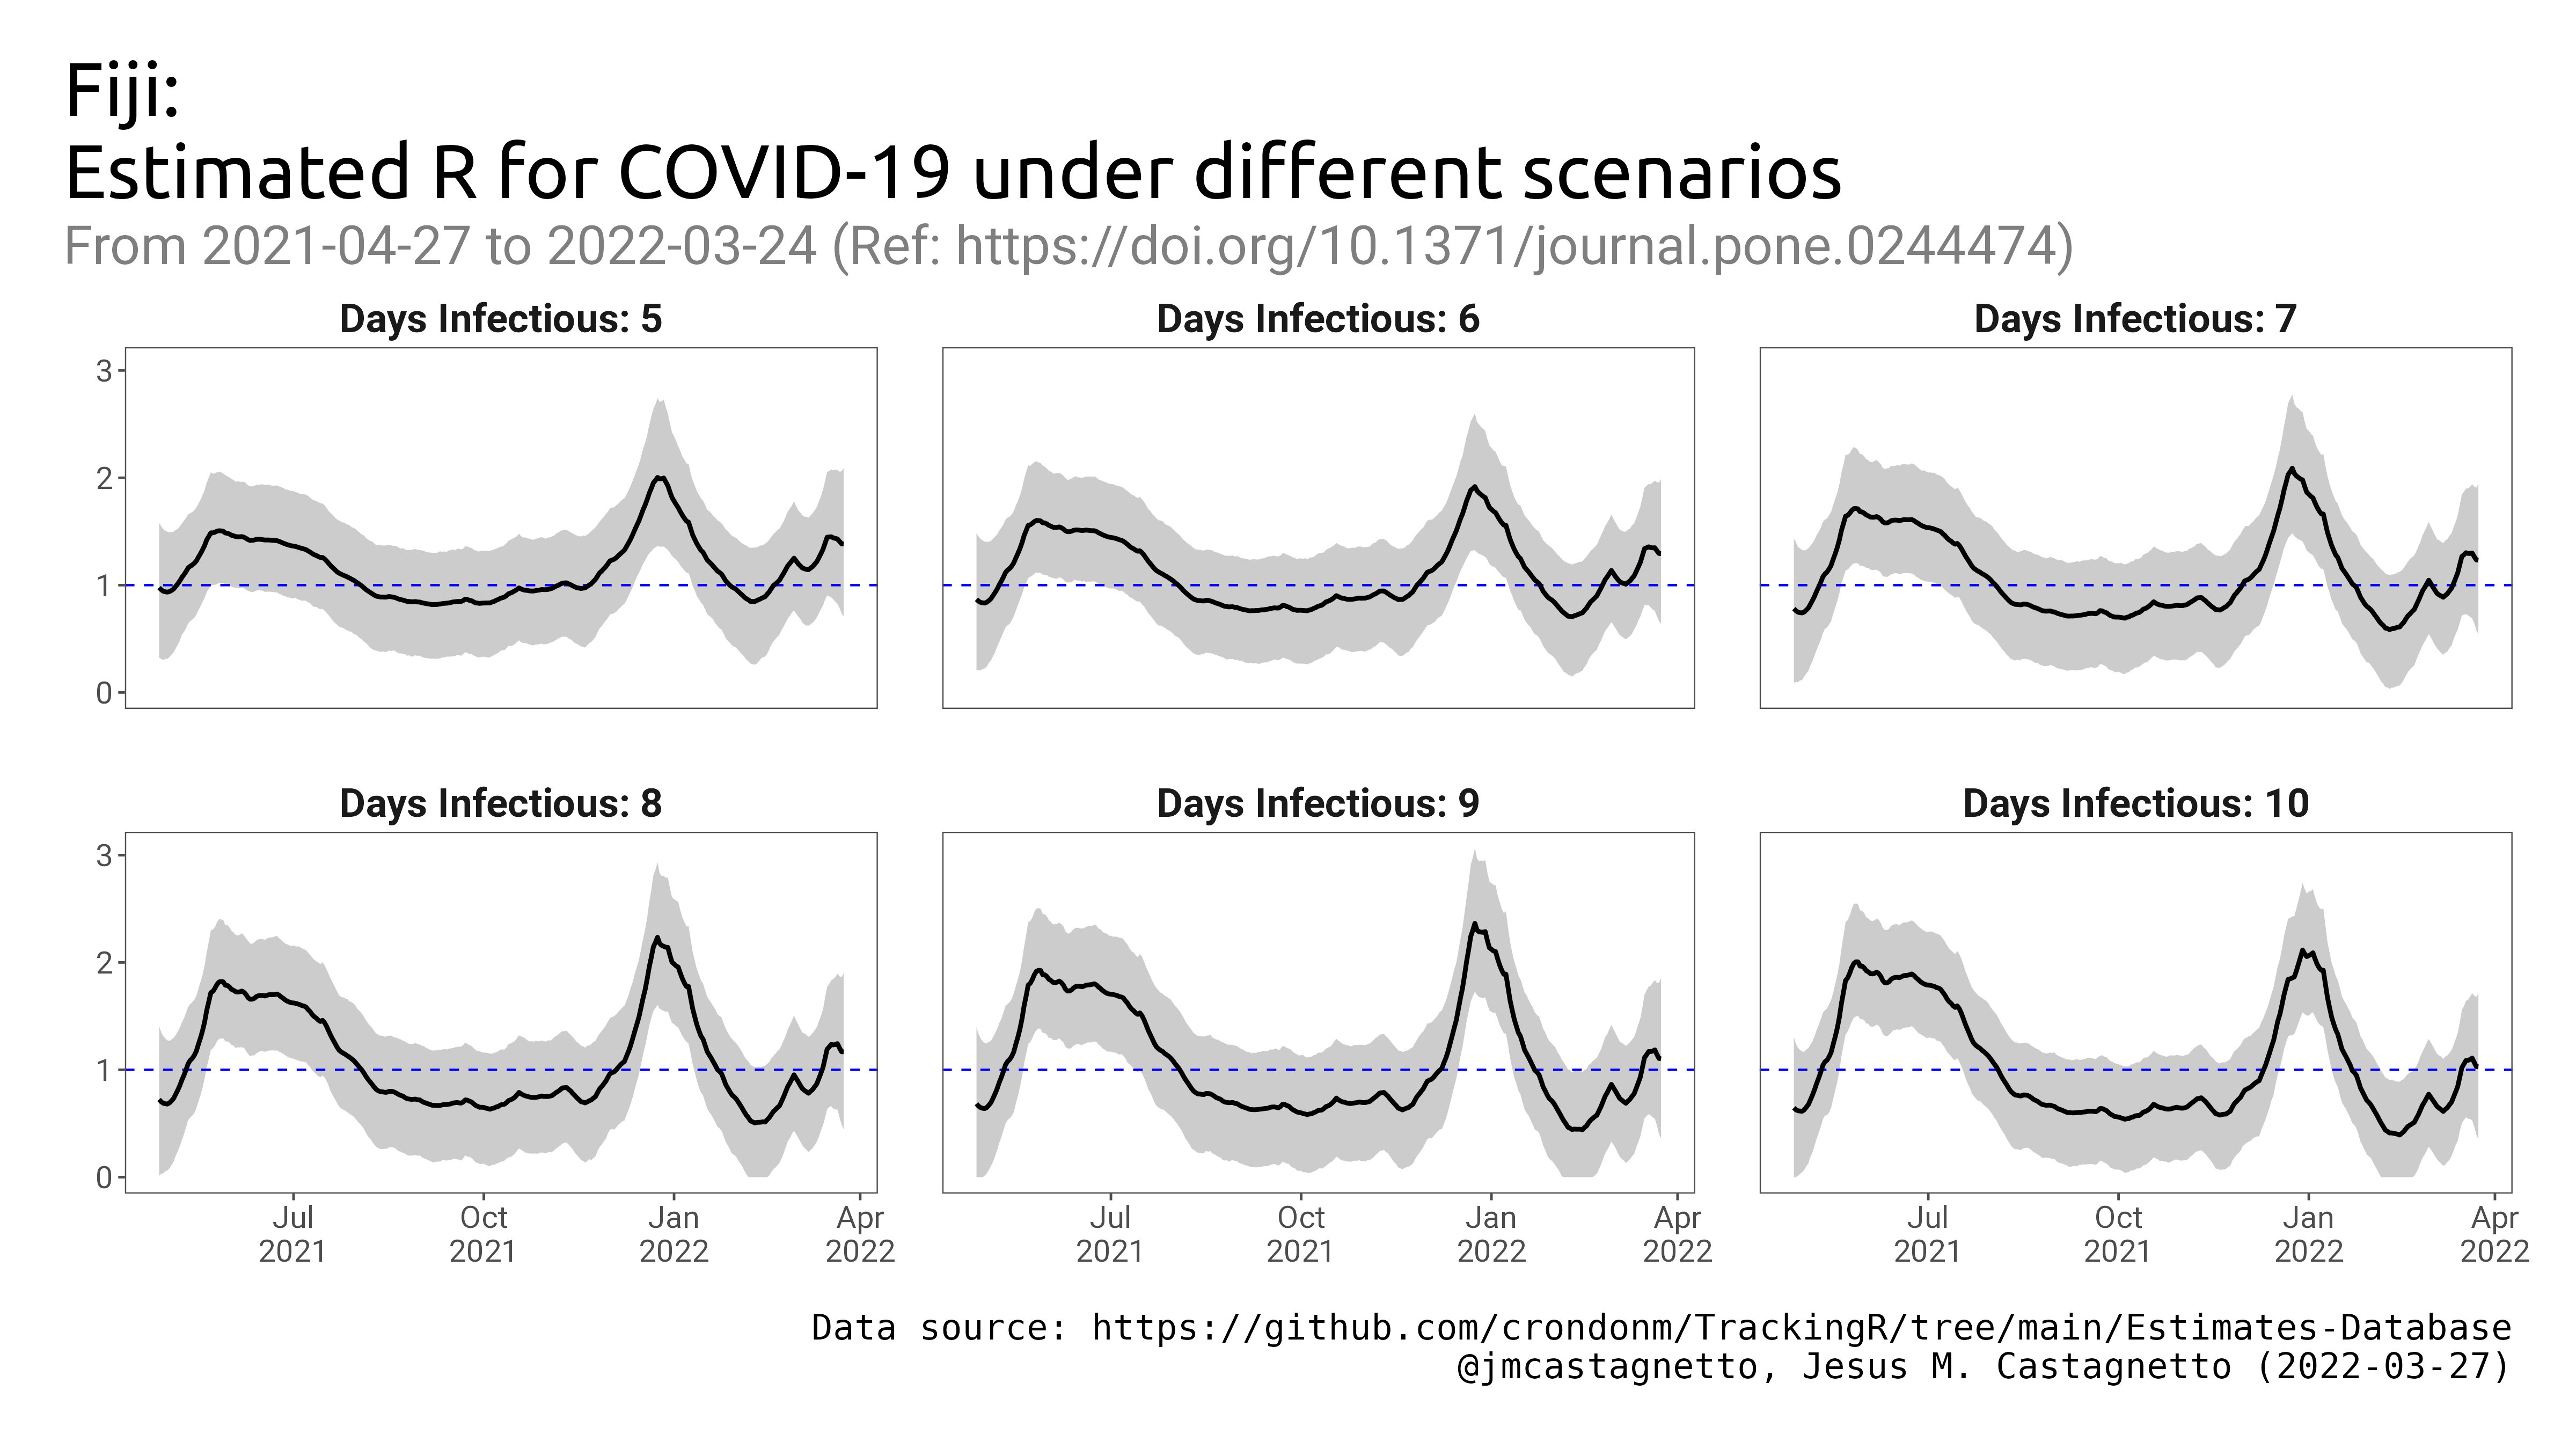 Fiji:
Estimated R for COVID-19 under different scenarios
From 2021-04-27 to 2022-03-24 (Ref: https://doi.org/10.1371/journal.pone.0244474)
Days Infectious: 5
Days Infectious: 6
Days Infectious: 7
3
2
1
0
Days Infectious: 8
Days Infectious: 9
Days Infectious: 10
3
2
1
0
Jul
2021
Oct
2021
Jan
2022
Apr
2022
Jul
2021
Oct
2021
Jan
2022
Apr
2022
Jul
2021
Oct
2021
Jan
2022
Apr
2022
Data source: https://github.com/crondonm/TrackingR/tree/main/Estimates-Database
@jmcastagnetto, Jesus M. Castagnetto (2022-03-27)